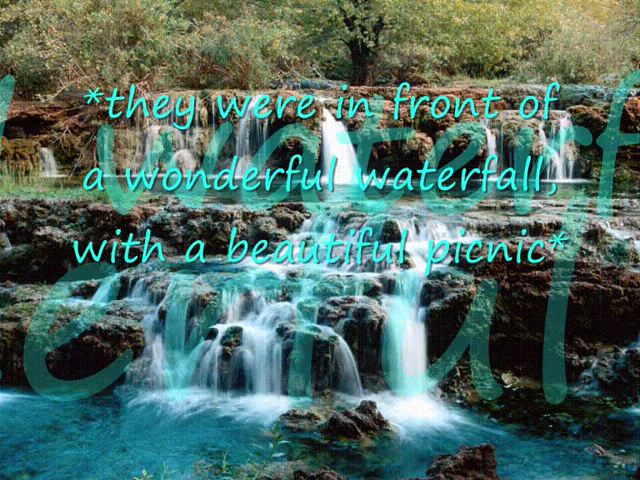 *they were in front of
a wonderful waterfall,
with a beautiful picnic*